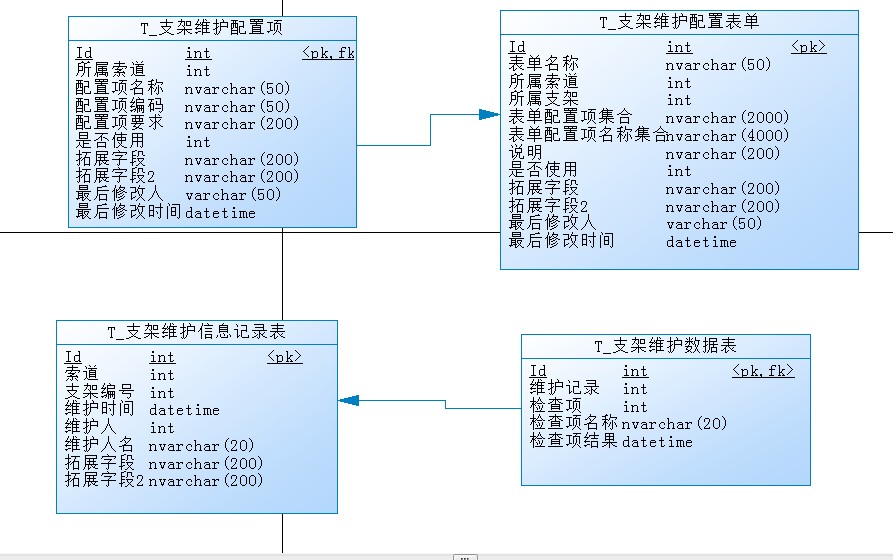 T_支架维护配置项
Id int <pk,fk
所属索道 int
配置项名称 nvarchar(50)
配置项编码 nvarchar(50)
配置项要求 nvarchar(200)
是否使用 int
拓展字段 nvarchar(200)
拓展字段2 nvarchar(200)
最后修改人 varchar(50)
最后修改时间 datetime
T_支架维护配置表单
Id int <pk>
表单名称 nvarchar(50)
所属索道 int
所属支架 int
表单配置项集合 nvarchar(2000)
表单配置项名称集合 nvarchar(4000)
说明 nvarchar(200)
是否使用 int
拓展字段 nvarchar(200)
拓展字段2 nvarchar(200)
最后修改人 varchar(50)
最后修改时间 datetime
T_支架维护信息记录表
Id int <pk>
索道 int
支架编号 int
维护时间 datetime
维护人 int
维护人名 nvarchar(20)
拓展字段 nvarchar(200)
拓展字段2 nvarchar(200)
T_支架维护数据表
Id int <pk,fk>
维护记录 int
检查项 int
检查项名称 nvarchar(20)
检查项结果 datetime